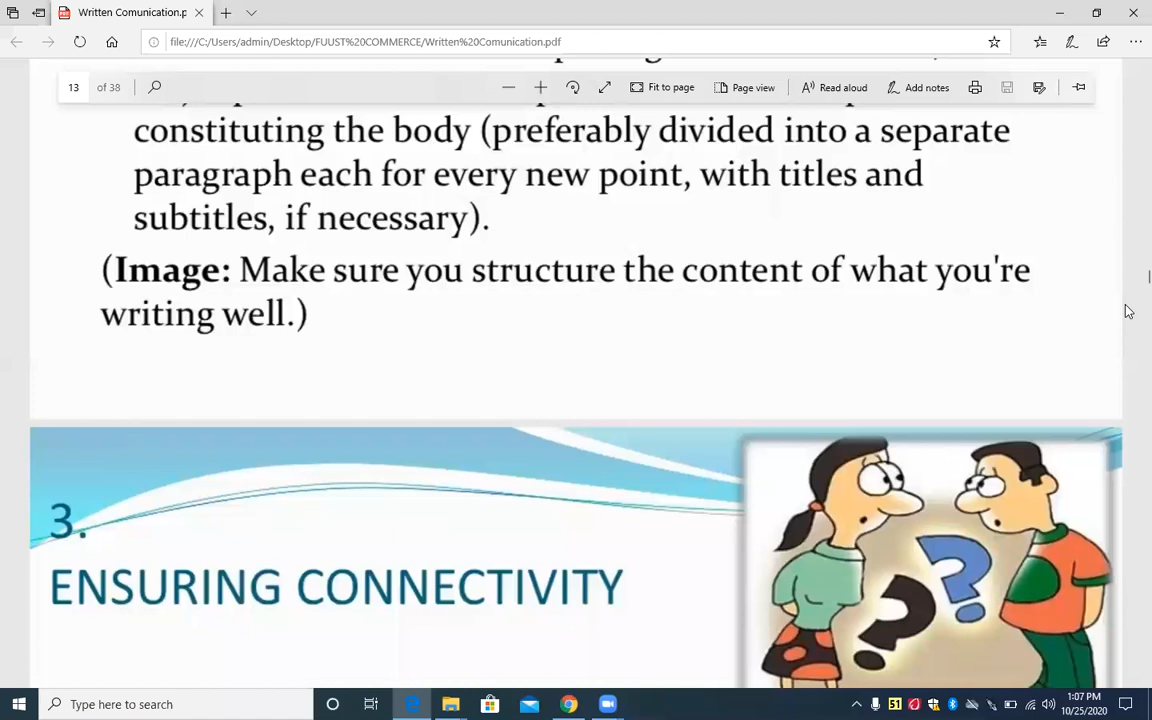 Written Comunication.p
file:///C:/Users/admin/Desktop/FUUST%20COMMERCE/Written%20Comunication.pdf
13 of 38
Fit to page
Page view
Read aloud
Add notes
constituting the body (preferably divided into a separate
paragraph each for every new point, with titles and
subtitles, if necessary).
(Image: Make sure you structure the content of what you're
writing well.)
3.
ENSURING CONNECTIVITY
? ?
Type here to search
51
1:07 PM
10/25/2020